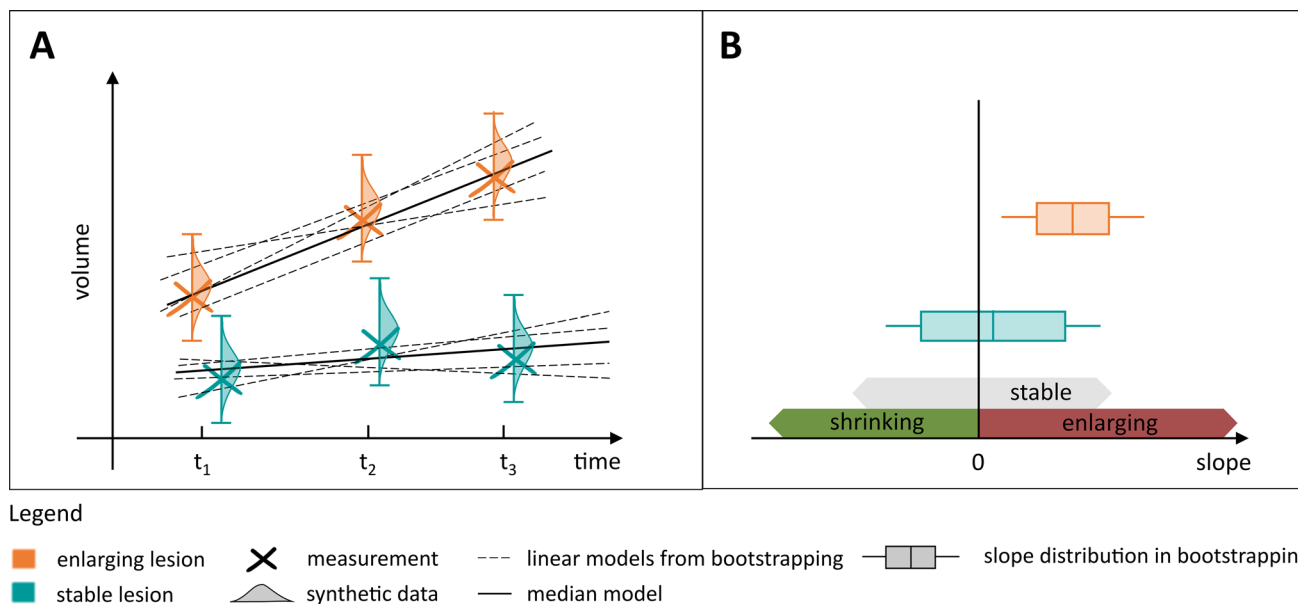 A
B
volume
t1
t2
t3
time
stable
shrinking
enlarging
0
slope
Legend
enlarging lesion
measurement
linear models from bootstrapping
slope distribution in bootstrappin
stable lesion
synthetic data
median model